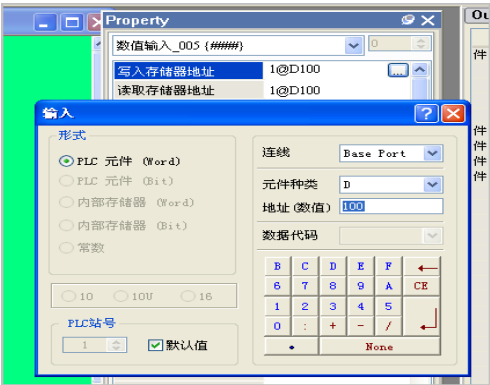 Property
Ou
数值输入_005 {#####}
0
件
写入存储器地址 1@D100 ...
读取存储器地址 1@D100
输入
件
件
件
件
形式
PLC 元件 (Word)
PLC 元件 (Bit)
内部存储器 (Word)
内部存储器 (Bit)
常数
10 10U 16
PLC站号
1 默认值
连线 Base Port
元件种类 D
地址(数值) 100
数据代码
B C D E F ←
6 7 8 9 A CE
1 2 3 4 5
0 : + - /
• None